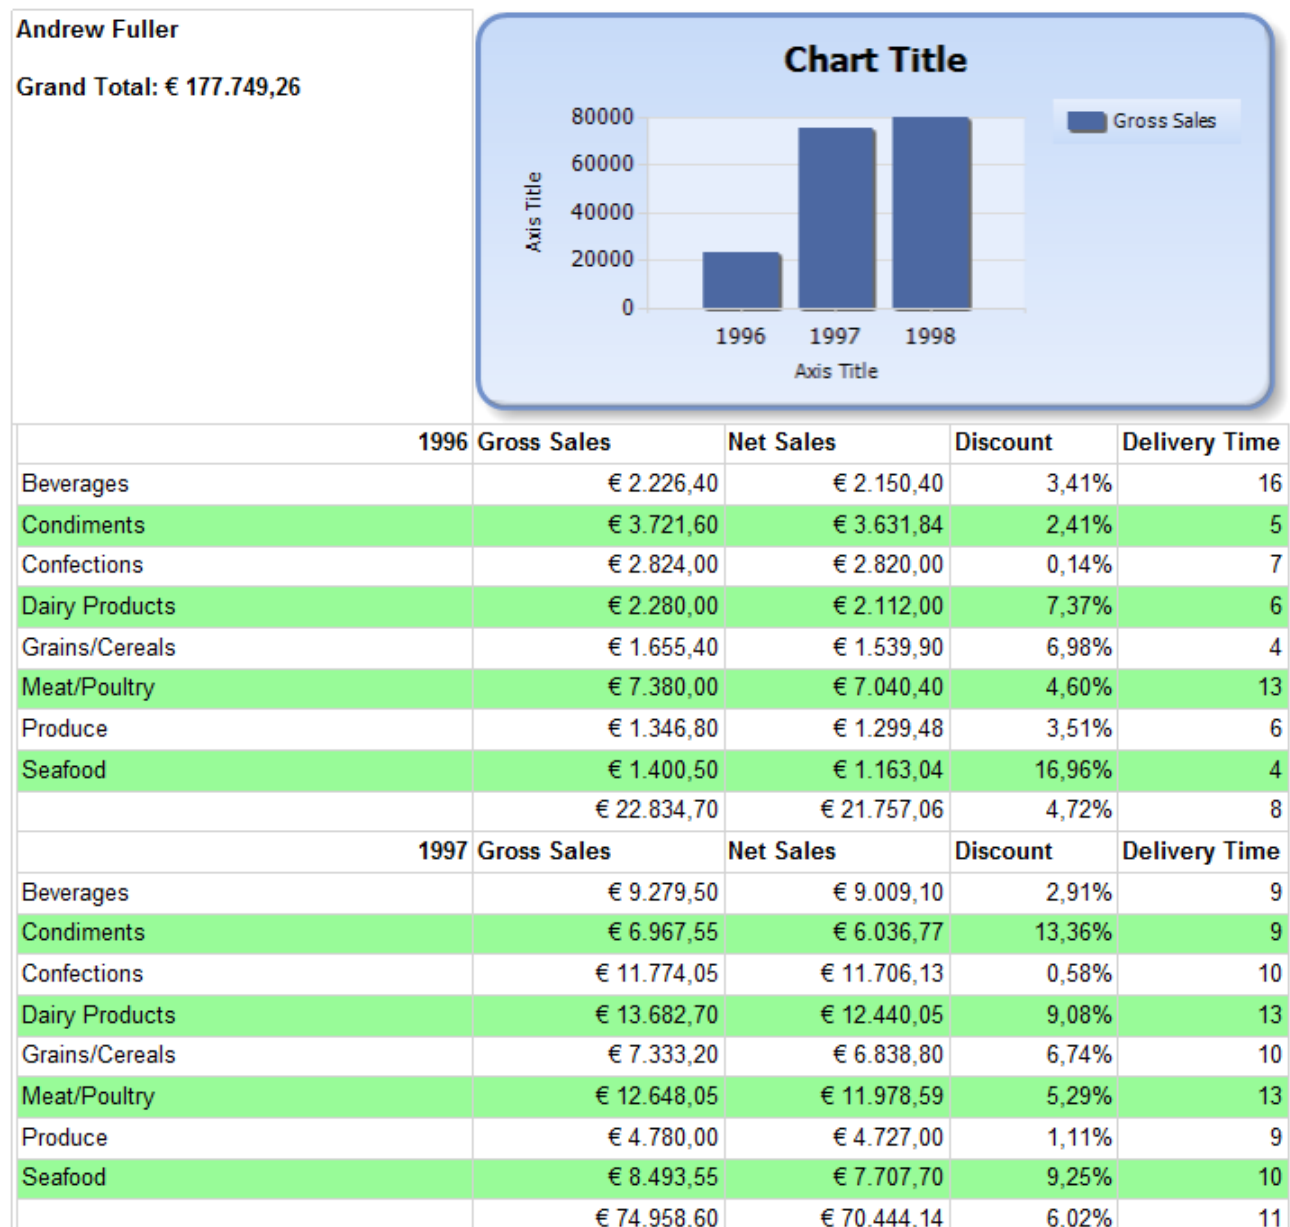 Andrew Fuller
Grand Total: € 177.749,26
Chart Title
80000
60000
40000
20000
0
Axis Title
1996 1997 1998
Axis Title
Gross Sales
1996 Gross Sales Net Sales Discount Delivery Time
Beverages € 2.226,40 € 2.150,40 3,41% 16
Condiments € 3.721,60 € 3.631,84 2,41% 5
Confections € 2.824,00 € 2.820,00 0,14% 7
Dairy Products € 2.280,00 € 2.112,00 7,37% 6
Grains/Cereals € 1.655,40 € 1.539,90 6,98% 4
Meat/Poultry € 7.380,00 € 7.040,40 4,60% 13
Produce € 1.346,80 € 1.299,48 3,51% 6
Seafood € 1.400,50 € 1.163,04 16,96% 4
€ 22.834,70 € 21.757,06 4,72% 8
1997 Gross Sales Net Sales Discount Delivery Time
Beverages € 9.279,50 € 9.009,10 2,91% 9
Condiments € 6.967,55 € 6.036,77 13,36% 9
Confections € 11.774,05 € 11.706,13 0,58% 10
Dairy Products € 13.682,70 € 12.440,05 9,08% 13
Grains/Cereals € 7.333,20 € 6.838,80 6,74% 10
Meat/Poultry € 12.648,05 € 11.978,59 5,29% 13
Produce € 4.780,00 € 4.727,00 1,11% 9
Seafood € 8.493,55 € 7.707,70 9,25% 10
€ 74.958,60 € 70.444,14 6,02% 11